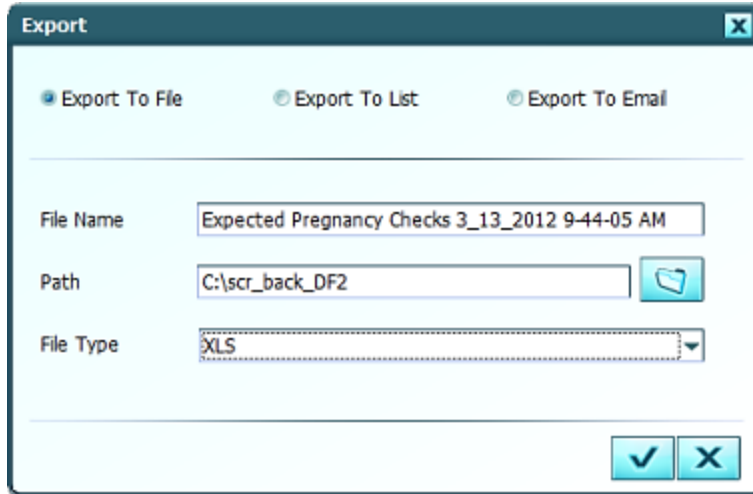 Export
Export To File Export To List Export To Email
File Name Expected Pregnancy Checks 3_13_2012 9-44-05 AM
Path C:\scr_back_DF2
File Type XLS